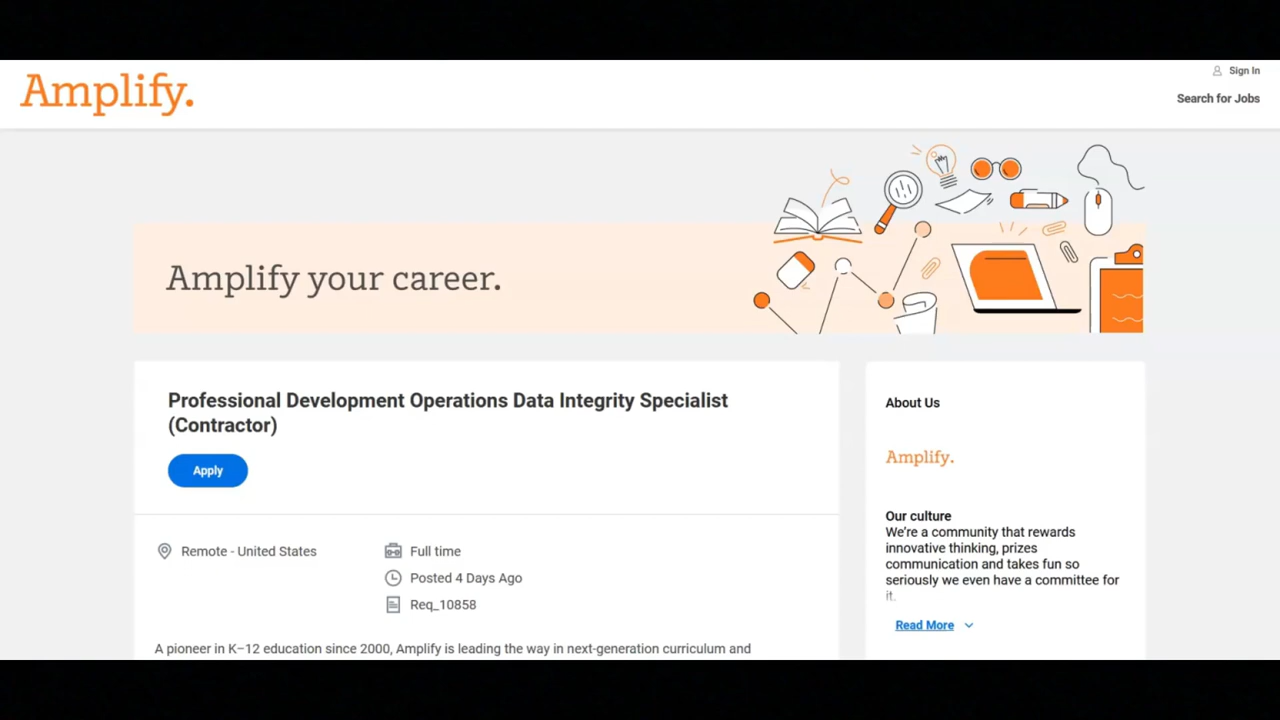 Amplify.
Sign In
Search for Jobs
Amplify your career.
Professional Development Operations Data Integrity Specialist
(Contractor)
Apply
Remote - United States
Full time
Posted 4 Days Ago
Req_10858
A pioneer in K–12 education since 2000, Amplify is leading the way in next-generation curriculum and
About Us
Amplify.
Our culture
We’re a community that rewards
innovative thinking, prizes
communication and takes fun so
seriously we even have a committee for
it.
Read More